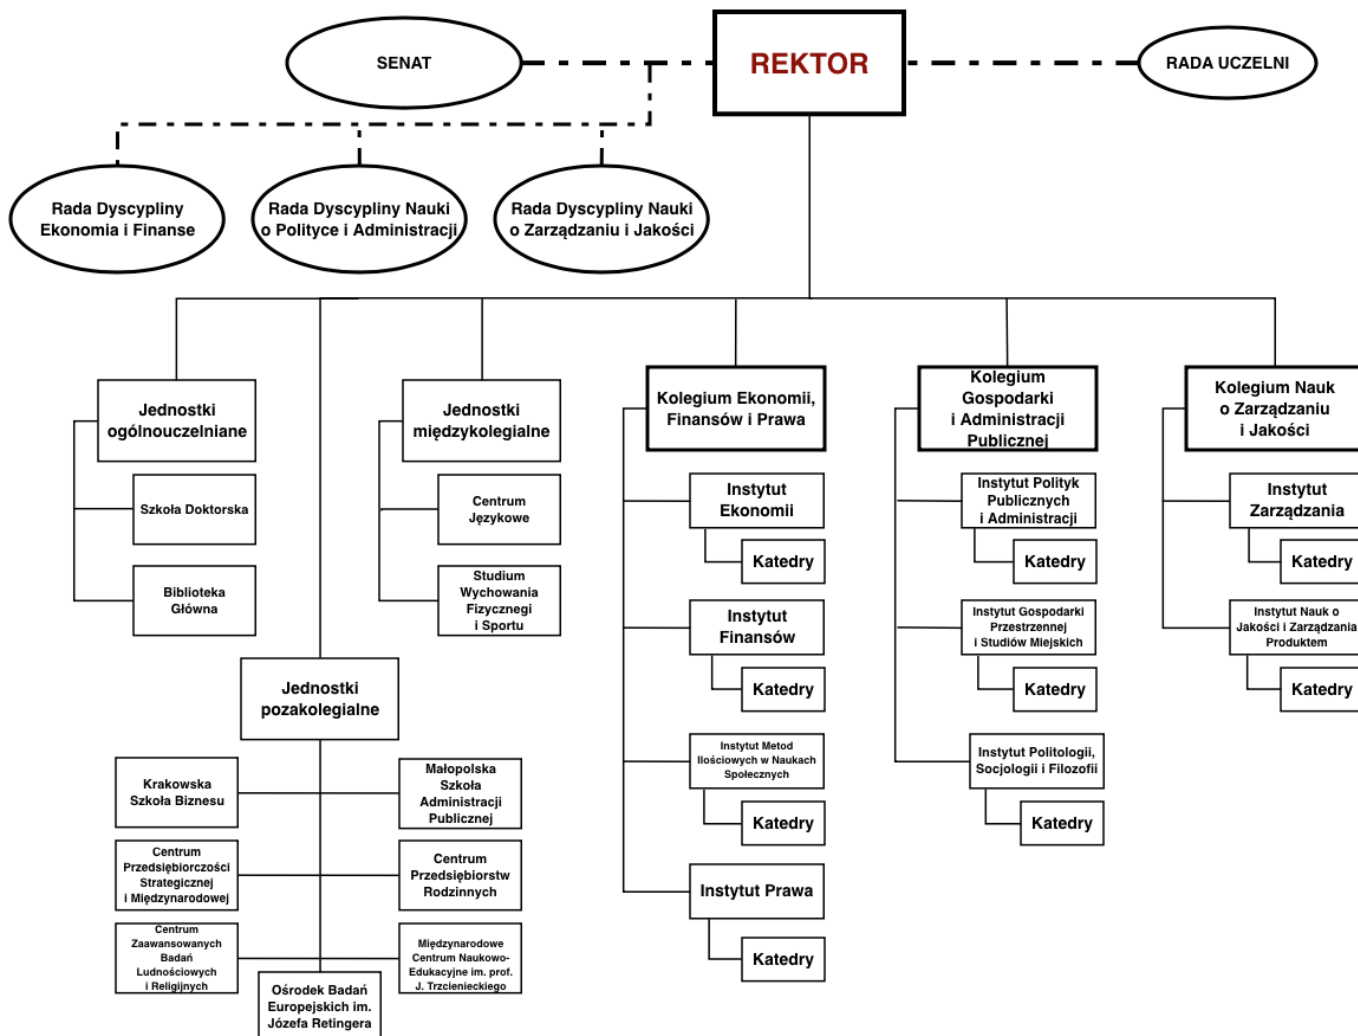 SENAT
REKTOR
RADA UCZELNI
Rada Dyscypliny
Ekonomia i Finanse
Rada Dyscypliny Nauki
o Polityce i Administracji
Rada Dyscypliny Nauki
o Zarządzaniu i Jakości
Jednostki
ogólnouczelniane
Szkoła Doktorska
Biblioteka
Główna
Jednostki
międzykolegialne
Centrum
Językowe
Studium
Wychowania
Fizycznegi
i Sportu
Jednostki
pozakolegialne
Krakowska
Szkoła Biznesu
Małopolska
Szkoła
Administracji
Publicznej
Centrum
Przedsiębiorczości
Strategicznej
i Międzynarodowej
Centrum
Przedsiębiorstw
Rodzinnych
Centrum
Zaawansowanych
Badań
Ludnościowych
i Religijnych
Międzynarodowe
Centrum Naukowo-
Edukacyjne im. prof.
J. Trzcienieckiego
Ośrodek Badań
Europejskich im.
Józefa Retingera
Kolegium Ekonomii,
Finansów i Prawa
Instytut
Ekonomii
Katedry
Instytut
Finansów
Katedry
Instytut Metod
Ilościowych w Naukach
Społecznych
Katedry
Instytut Prawa
Katedry
Kolegium
Gospodarki
i Administracji
Publicznej
Instytut Polityk
Publicznych
i Administracji
Katedry
Instytut Gospodarki
Przestrzennej
i Studiów Miejskich
Katedry
Instytut Politologii,
Socjologii i Filozofii
Katedry
Kolegium Nauk
o Zarządzaniu
i Jakości
Instytut
Zarządzania
Katedry
Instytut Nauk o
Jakości i Zarządzania
Produktem
Katedry